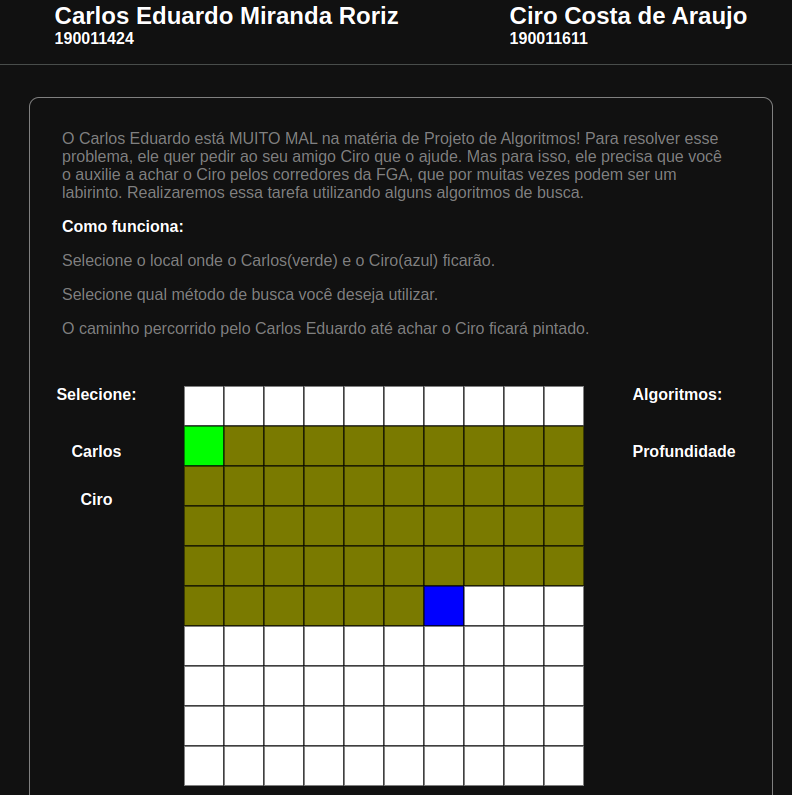 Carlos Eduardo Miranda Roriz
190011424
Ciro Costa de Araujo
190011611
O Carlos Eduardo está MUITO MAL na matéria de Projeto de Algoritmos! Para resolver esse
problema, ele quer pedir ao seu amigo Ciro que o ajude. Mas para isso, ele precisa que você
o auxilie a achar o Ciro pelos corredores da FGA, que por muitas vezes podem ser um
labirinto. Realizaremos essa tarefa utilizando alguns algoritmos de busca.
Como funciona:
Selecione o local onde o Carlos(verde) e o Ciro(azul) ficarão.
Selecione qual método de busca você deseja utilizar.
O caminho percorrido pelo Carlos Eduardo até achar o Ciro ficará pintado.
Selecione:
Carlos
Ciro
Algoritmos:
Profundidade